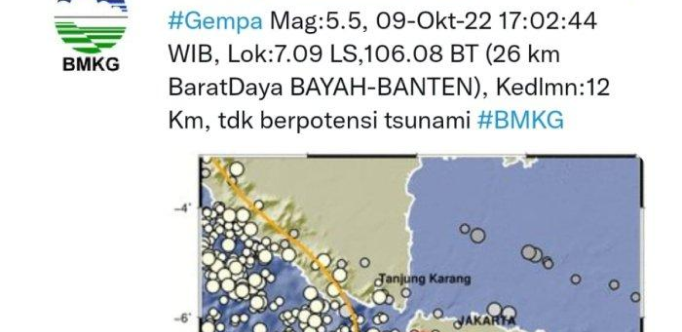 #Gempa Mag:5.5, 09-Okt-22 17:02:44
WIB, Lok:7.09 LS,106.08 BT (26 km
BaratDaya BAYAH-BANTEN), Kedlmn:12
Km, tdk berpotensi tsunami #BMKG
BMKG
-4°
Tanjung Karang
-6°
JAKARTA